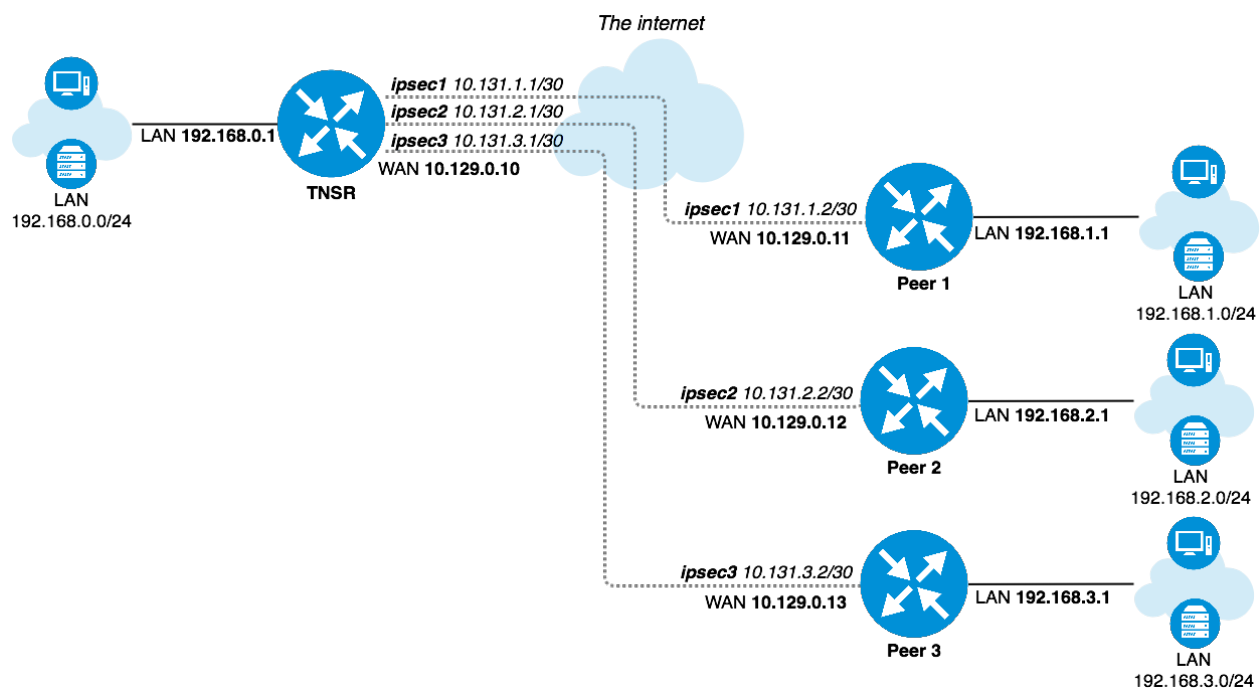 The internet
ipsec1 10.131.1.1/30
ipsec2 10.131.2.1/30
ipsec3 10.131.3.1/30
LAN 192.168.0.1
WAN 10.129.0.10
TNSR
LAN
192.168.0.0/24
ipsec1 10.131.1.2/30
WAN 10.129.0.11
LAN 192.168.1.1
Peer 1
LAN
192.168.1.0/24
ipsec2 10.131.2.2/30
WAN 10.129.0.12
LAN 192.168.2.1
Peer 2
LAN
192.168.2.0/24
ipsec3 10.131.3.2/30
WAN 10.129.0.13
LAN 192.168.3.1
Peer 3
LAN
192.168.3.0/24